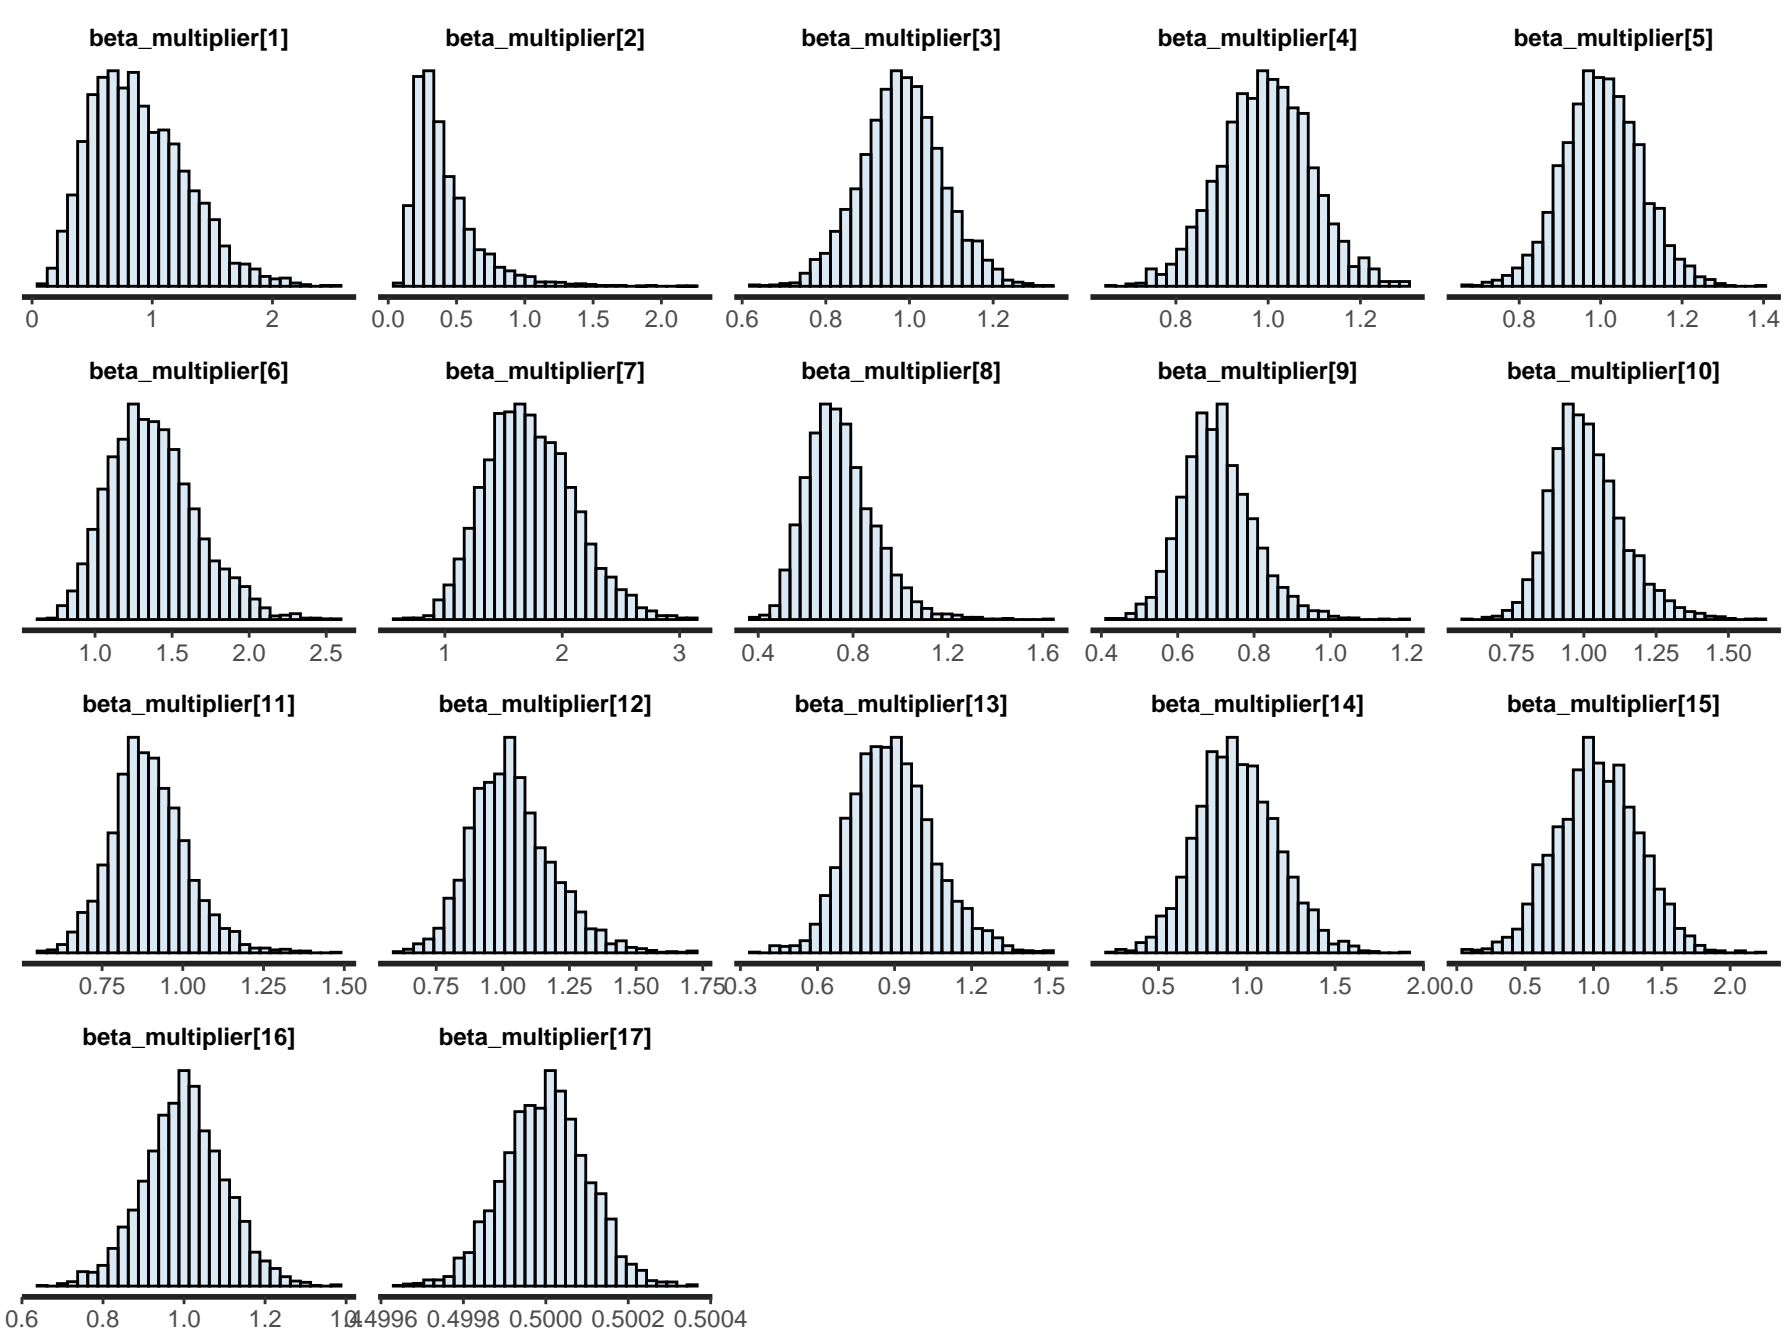 beta_multiplier[1] beta_multiplier[2] beta_multiplier[3] beta_multiplier[4] beta_multiplier[5]
0 1 2 0.0 0.5 1.0 1.5 2.0 0.6 0.8 1.0 1.2 0.8 1.0 1.2 0.8 1.0 1.2 1.4
beta_multiplier[6] beta_multiplier[7] beta_multiplier[8] beta_multiplier[9] beta_multiplier[10]
1.0 1.5 2.0 2.5 1 2 3 0.4 0.8 1.2 1.6 0.4 0.6 0.8 1.0 1.2 0.75 1.00 1.25 1.50
beta_multiplier[11] beta_multiplier[12] beta_multiplier[13] beta_multiplier[14] beta_multiplier[15]
0.75 1.00 1.25 1.50 0.75 1.00 1.25 1.50 1.75 0.3 0.6 0.9 1.2 1.5 0.5 1.0 1.5 2.0 0.0 0.5 1.0 1.5 2.0
beta_multiplier[16] beta_multiplier[17]
0.6 0.8 1.0 1.2 1.4 0.4996 0.4998 0.5000 0.5002 0.5004